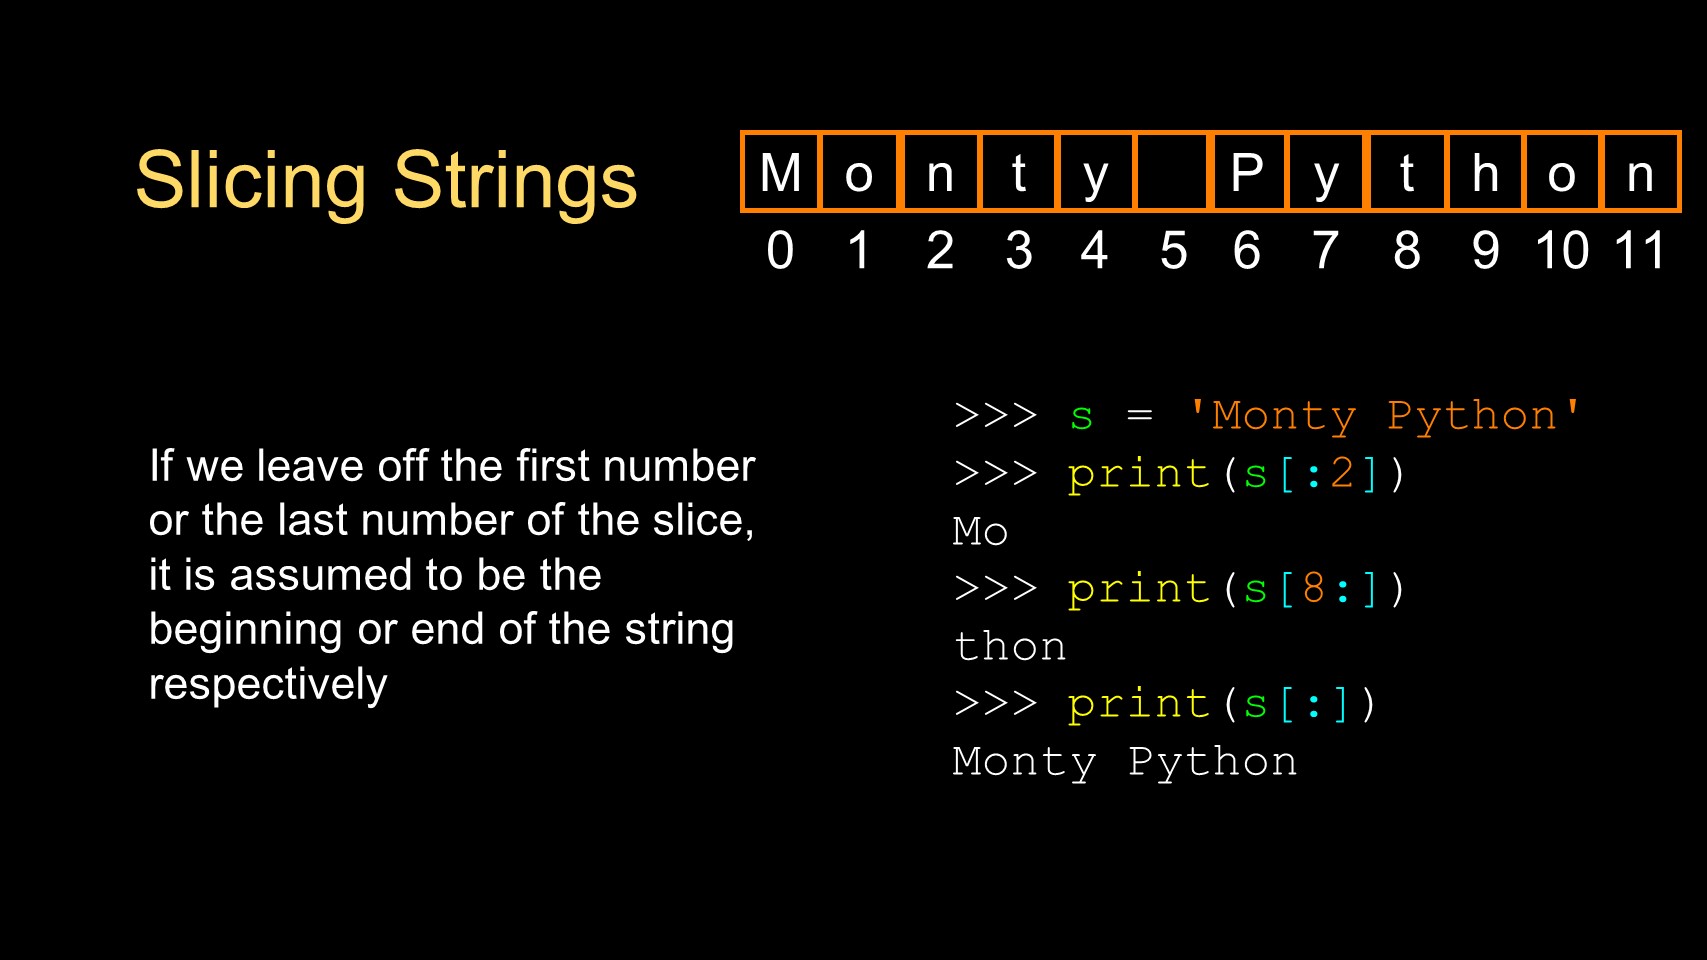 Slicing Strings
M o n t y P y t h o n
0 1 2 3 4 5 6 7 8 9 10 11
If we leave off the first number
or the last number of the slice,
it is assumed to be the
beginning or end of the string
respectively
>>> s = 'Monty Python'
>>> print(s[:2])
Mo
>>> print(s[8:])
thon
>>> print(s[:])
Monty Python